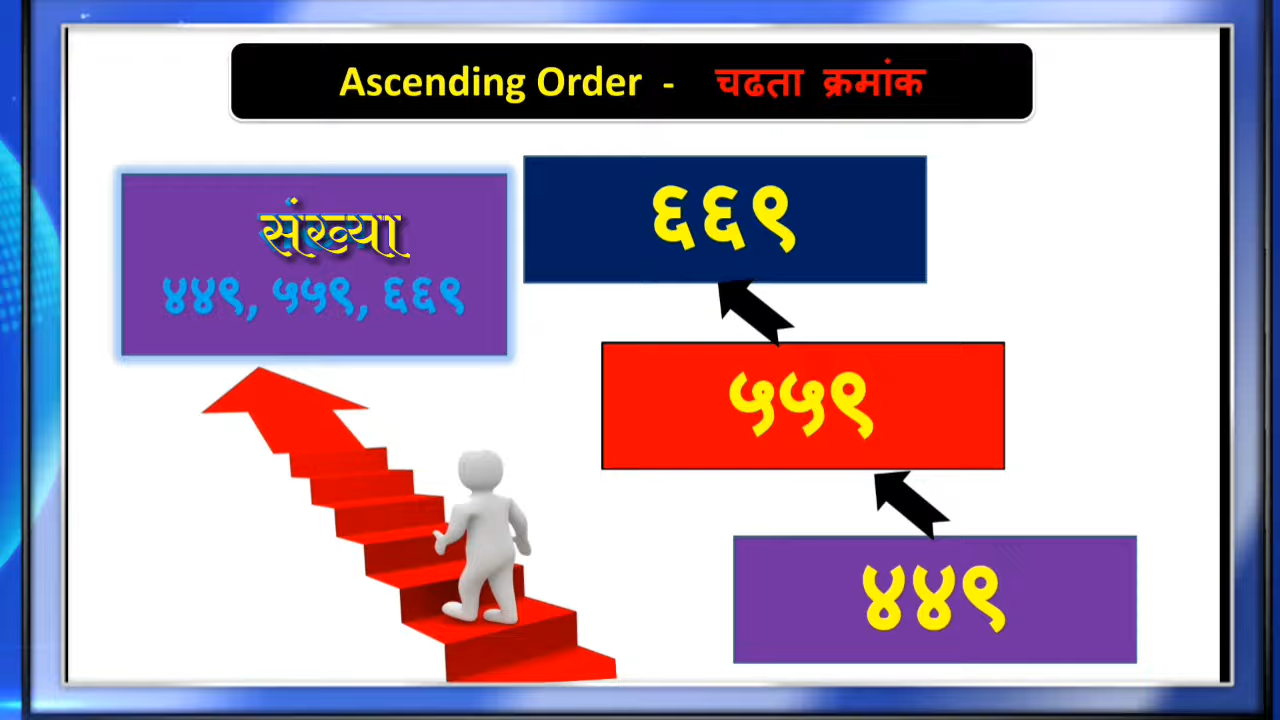 Ascending Order - चढता क्रमांक
संख्या
४४९, ५५९, ६६९
६६९
५५९
४४९